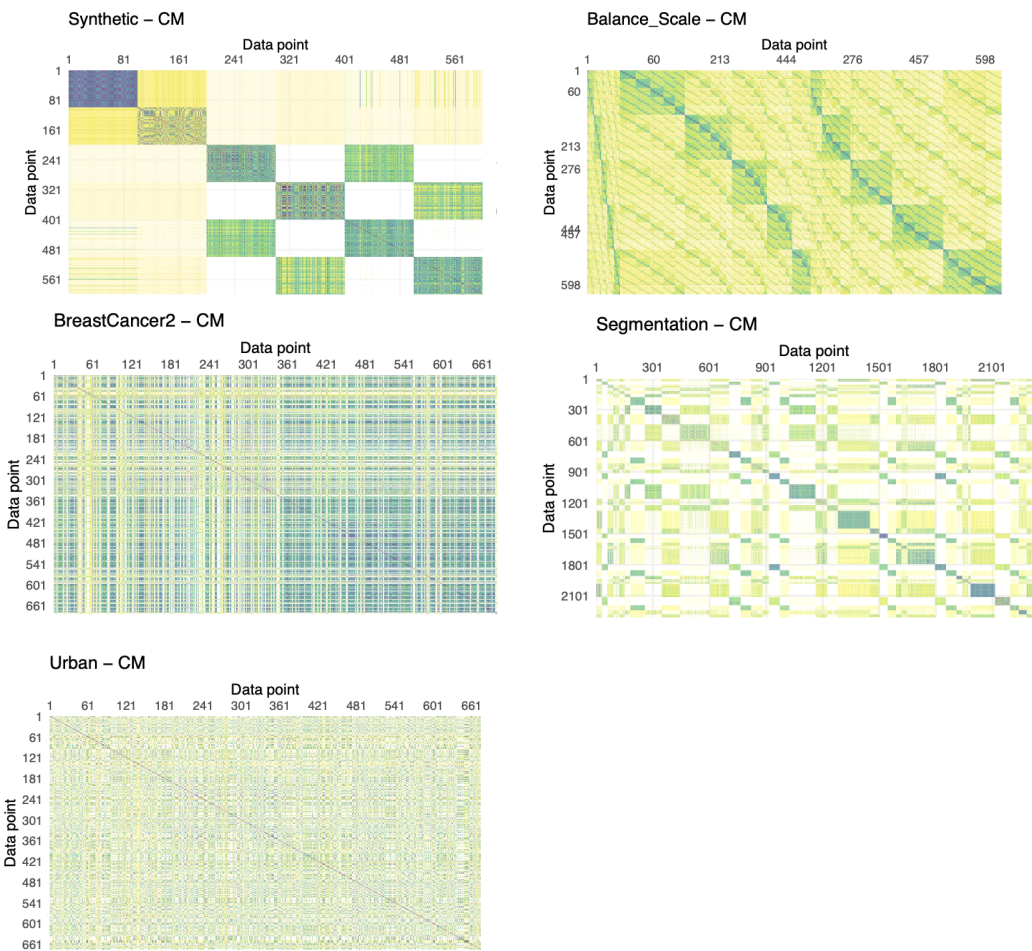 Synthetic – CM
Data point
1 81 161 241 321 401 481 561
Data point
1
81
161
241
321
401
481
561
Balance_Scale – CM
Data point
1 60 213 444 276 457 598
Data point
1
60
213
276
444
457
598
BreastCancer2 – CM
Data point
1 61 121 181 241 301 361 421 481 541 601 661
Data point
1
61
121
181
241
301
361
421
481
541
601
661
Segmentation – CM
Data point
1 301 601 901 1201 1501 1801 2101
Data point
1
301
601
901
1201
1501
1801
2101
Urban – CM
Data point
1 61 121 181 241 301 361 421 481 541 601 661
Data point
1
61
121
181
241
301
361
421
481
541
601
661